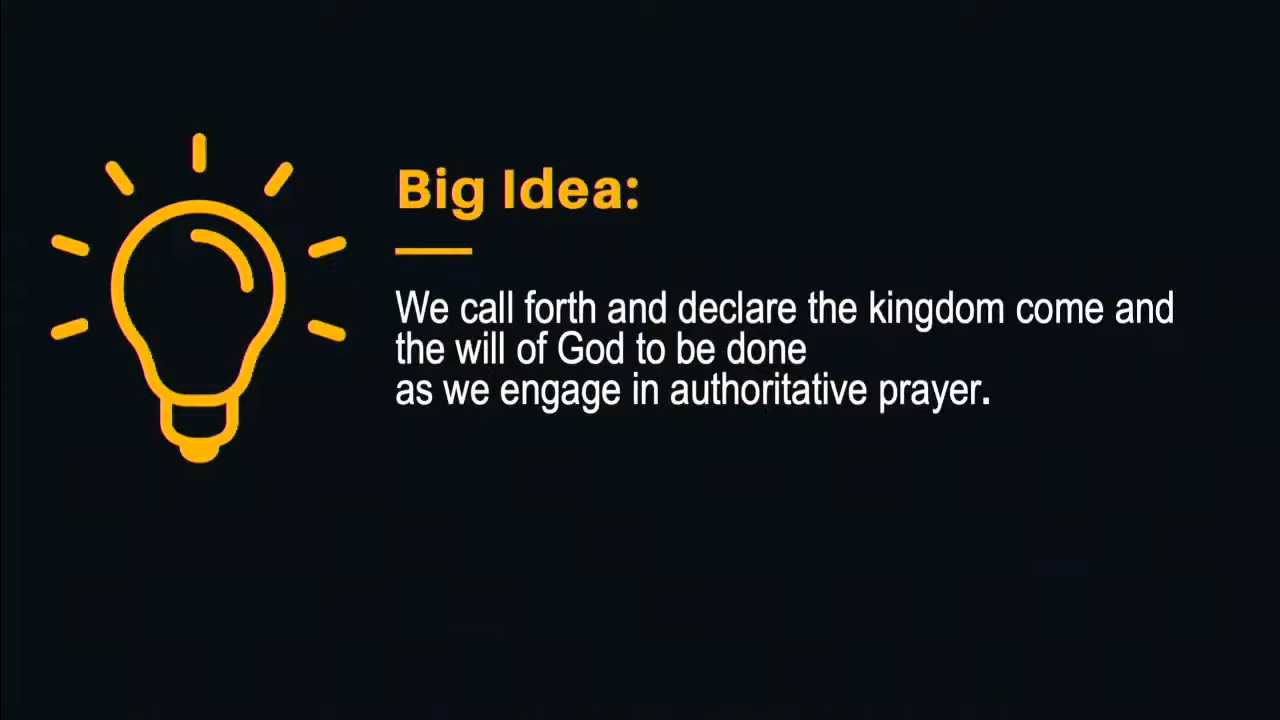 Big Idea:
We call forth and declare the kingdom come and
the will of God to be done
as we engage in authoritative prayer.